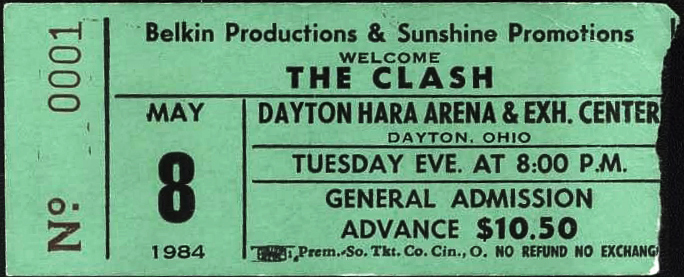 Nº 0001
Belkin Productions & Sunshine Promotions
WELCOME
THE CLASH
MAY
8
1984
DAYTON HARA ARENA & EXH. CENTER
DAYTON, OHIO
TUESDAY EVE. AT 8:00 P.M.
GENERAL ADMISSION
ADVANCE $10.50
Prem.-So. Tkt. Co. Cin., O. NO REFUND NO EXCHANG